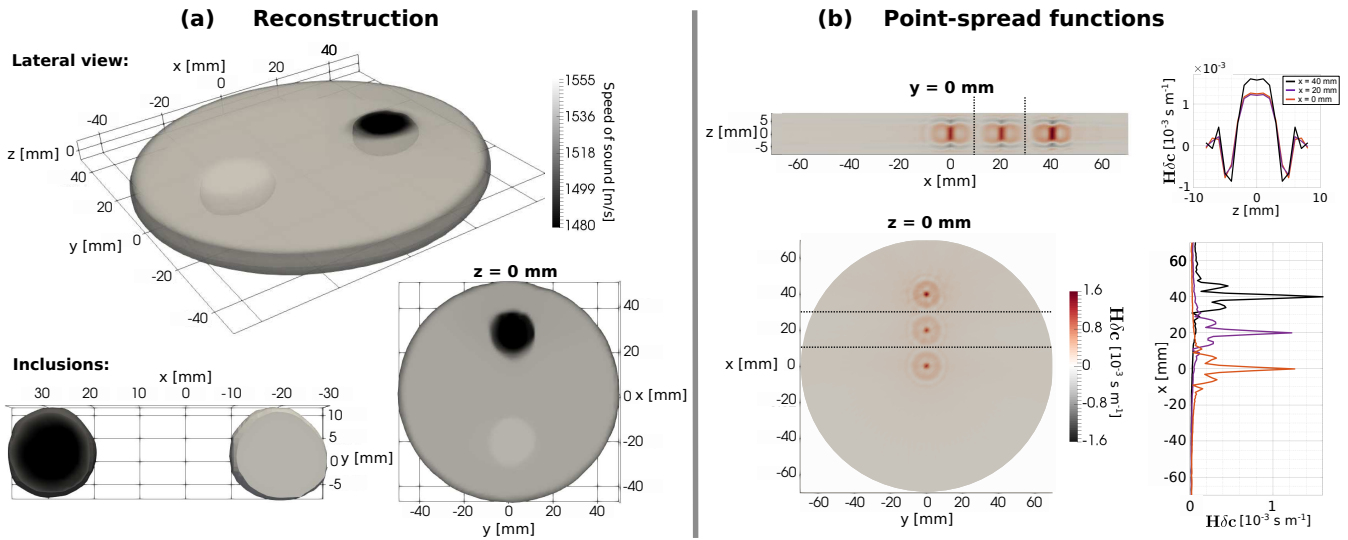 (a) Reconstruction
Lateral view:
x [mm]
-40
-20
0
20
40
z [mm]
0
40
20
y [mm]
0
-20
-40
1555
1536
1518
1499
1480
Speed of sound [m/s]
Inclusions:
x [mm]
30 20 10 0 -10 -20 -30
10
5
y [mm]
0
-5
z = 0 mm
40
20
0 x [mm]
-20
-40
-40 -20 0 20 40
y [mm]
(b) Point-spread functions
y = 0 mm
z [mm]
5
0
-5
-60 -40 -20 0 20 40 60
x [mm]
×10⁻³
x = 40 mm
x = 20 mm
x = 0 mm
Hδc [10⁻³ s m⁻¹]
1
0
-1
-10 0 10
z [mm]
z = 0 mm
60
40
20
x [mm] 0
-20
-40
-60
-60 -40 -20 0 20 40 60
y [mm]
1.6
0.8
0
-0.8
-1.6
Hδc [10⁻³ s m⁻¹]
x [mm]
60
40
20
0
-20
-40
-60
0 1
Hδc [10⁻³ s m⁻¹]